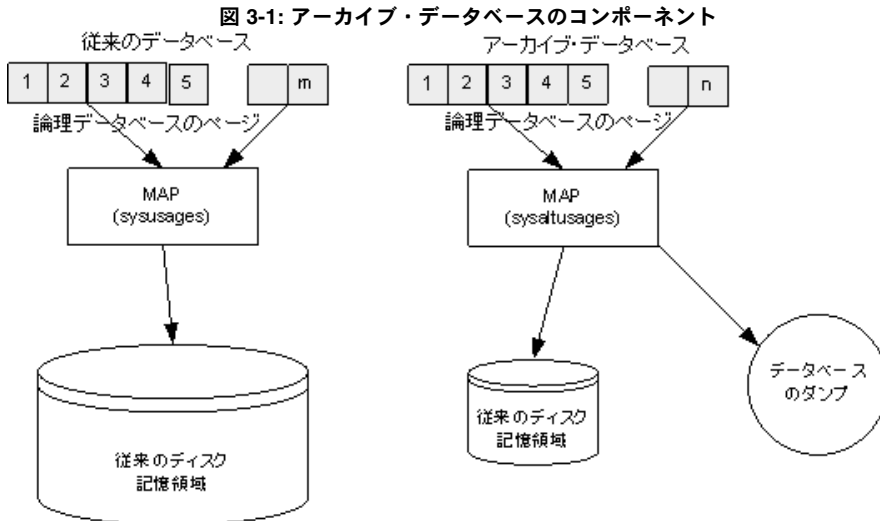 図 3-1: アーカイブ・データベースのコンポーネント
従来のデータベース
1 2 3 4 5 m
論理データベースのページ
MAP
(sysusages)
従来のディスク
記憶領域
アーカイブ・データベース
1 2 3 4 5 n
論理データベースのページ
MAP
(sysaltusages)
従来のディスク
記憶領域
データベース
のダンプ